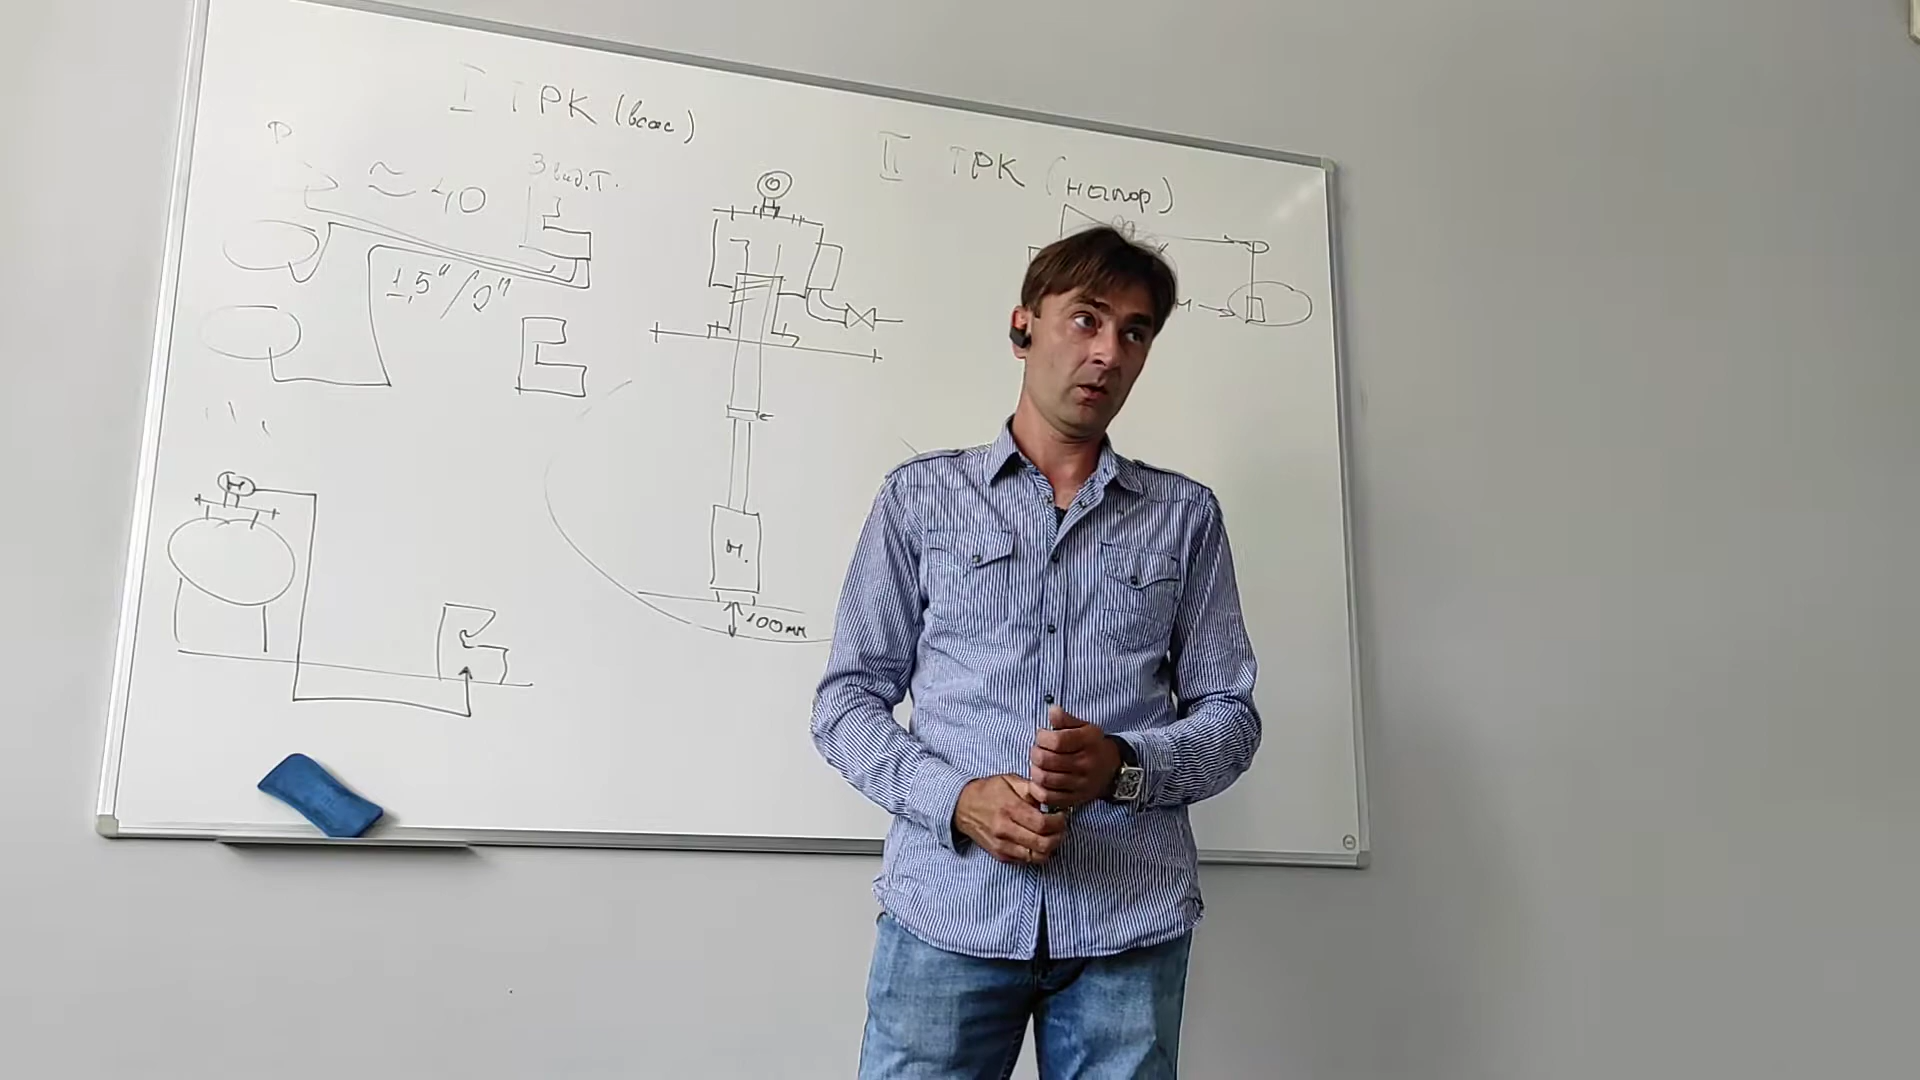 I ТРК (всас)
II ТРК (напор)
P
≈ 40
3 вид. Т.
1,5"/2"
М
Н
н.
100мм